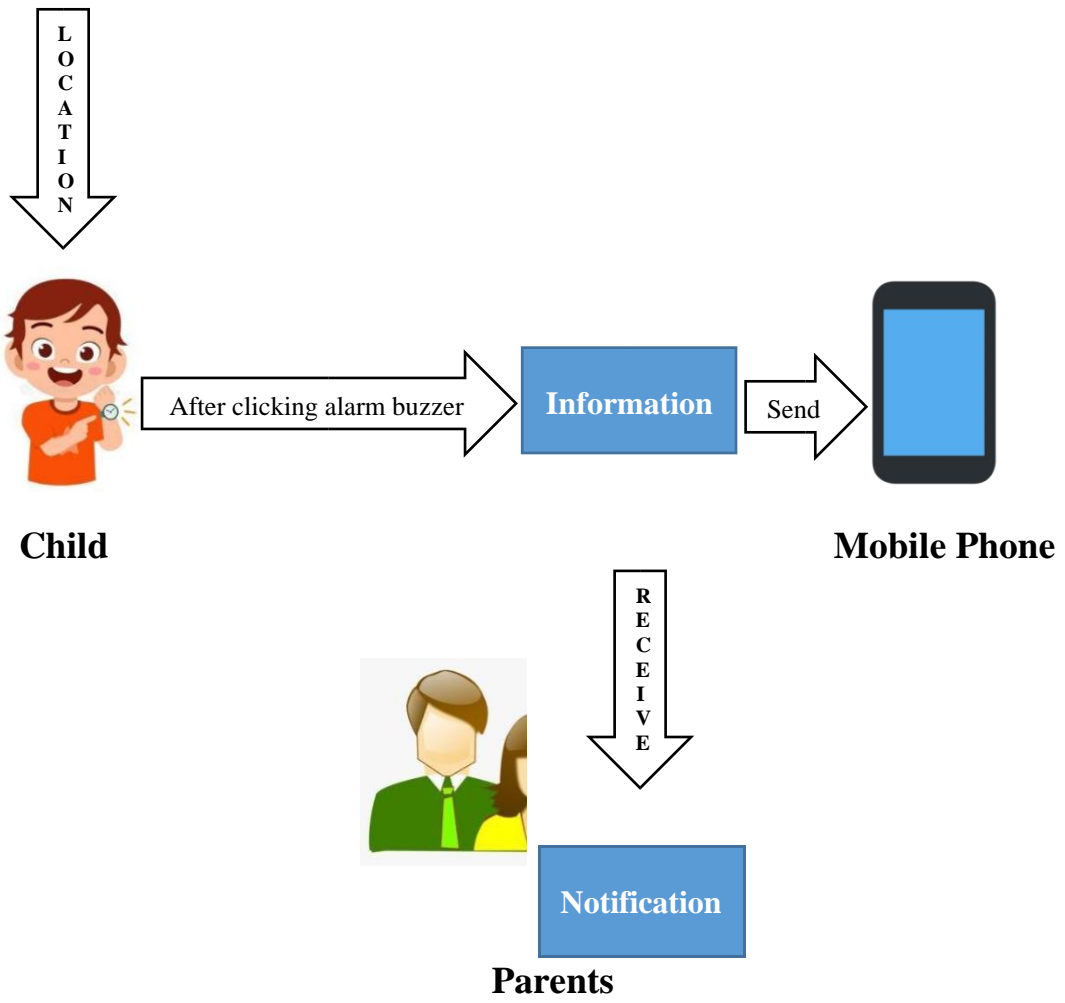 LOCATION
After clicking alarm buzzer
Information
Send
Child
Mobile Phone
RECEIVE
Notification
Parents